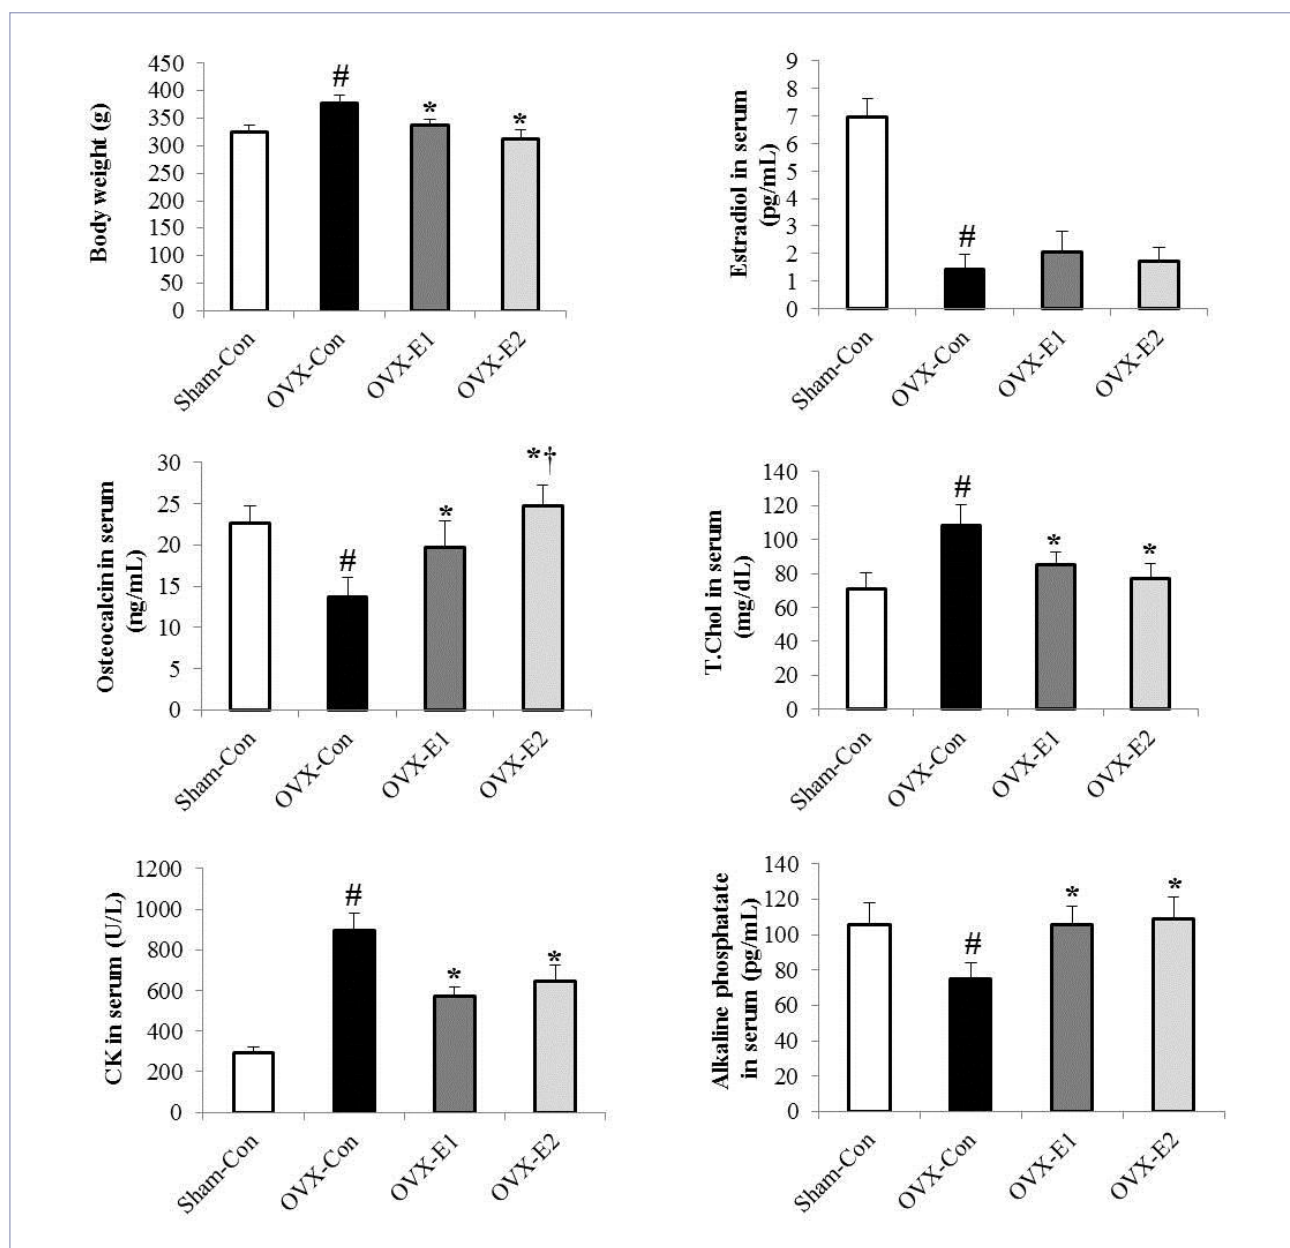 Body weight (g)
450
400
350
300
250
200
150
100
50
0
#
*
*
Sham-Con
OVX-Con
OVX-E1
OVX-E2
Estradiol in serum
(pg/mL)
9
8
7
6
5
4
3
2
1
0
#
Sham-Con
OVX-Con
OVX-E1
OVX-E2
Osteocalcin in serum
(ng/mL)
30
25
20
15
10
5
0
#
*
*†
Sham-Con
OVX-Con
OVX-E1
OVX-E2
T.Chol in serum
(mg/dL)
140
120
100
80
60
40
20
0
#
*
*
Sham-Con
OVX-Con
OVX-E1
OVX-E2
CK in serum (U/L)
1200
1000
800
600
400
200
0
#
*
*
Sham-Con
OVX-Con
OVX-E1
OVX-E2
Alkaline phosphatate
in serum (pg/mL)
140
120
100
80
60
40
20
0
#
*
*
Sham-Con
OVX-Con
OVX-E1
OVX-E2